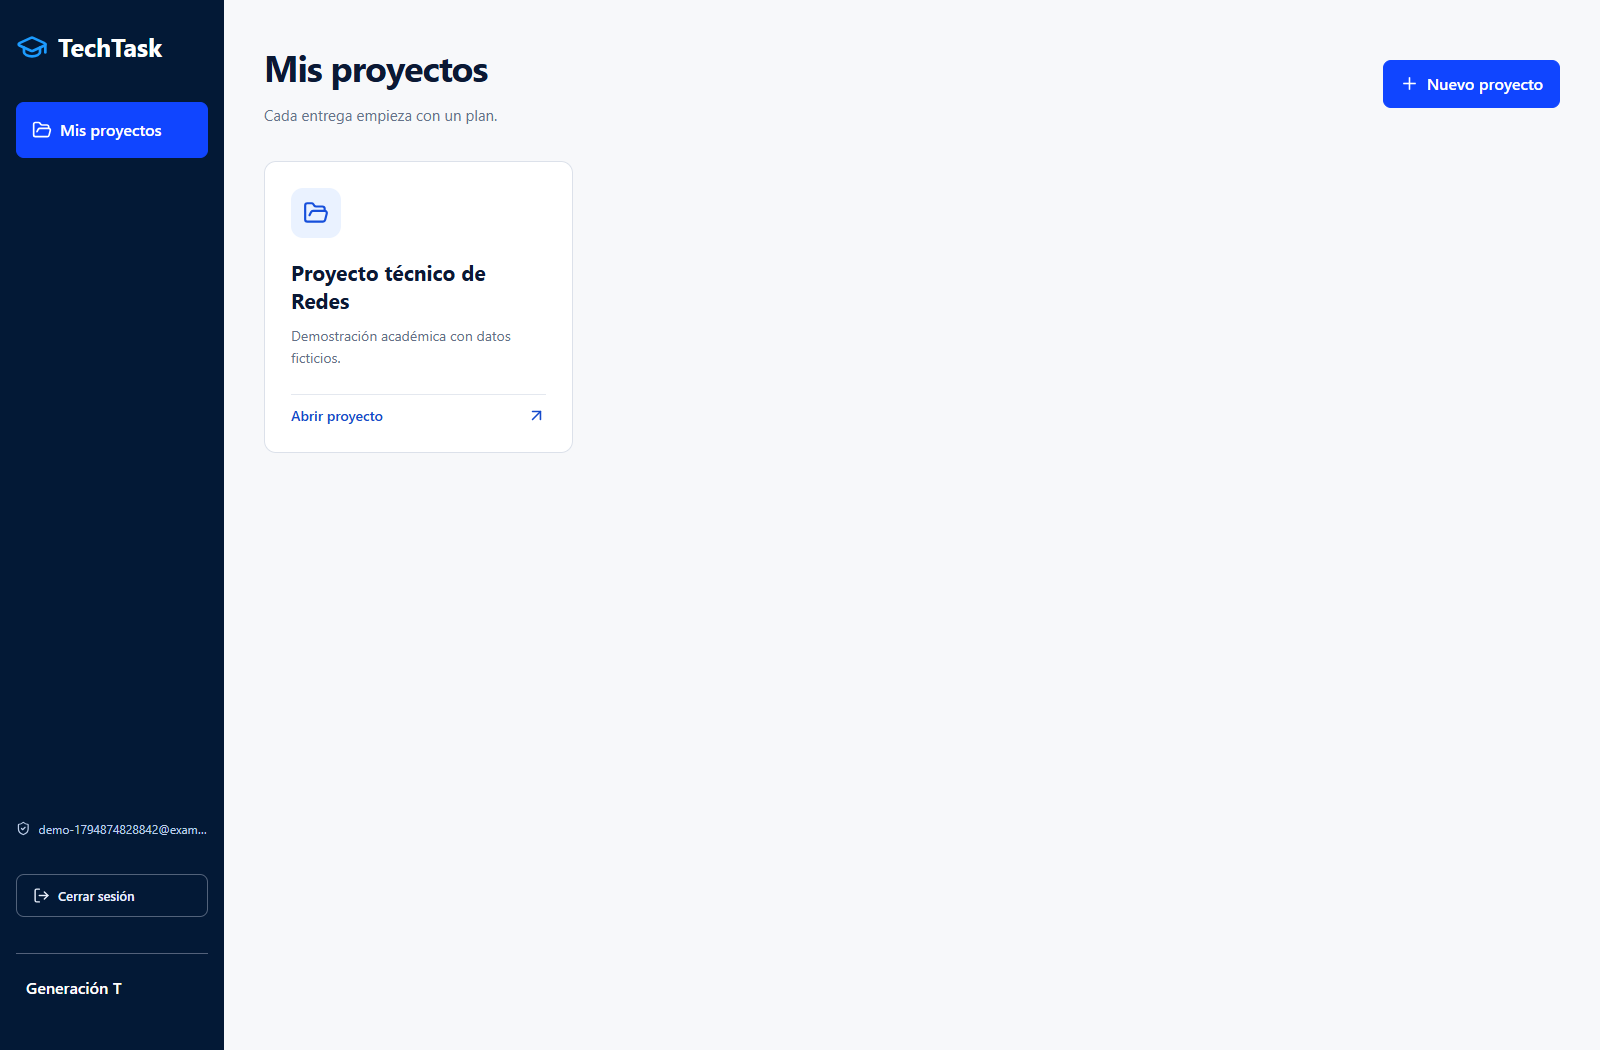 TechTask
Mis proyectos
demo-1794874828842@exam...
Cerrar sesión
Generación T
Mis proyectos
Cada entrega empieza con un plan.
Nuevo proyecto
Proyecto técnico de
Redes
Demostración académica con datos
ficticios.
Abrir proyecto